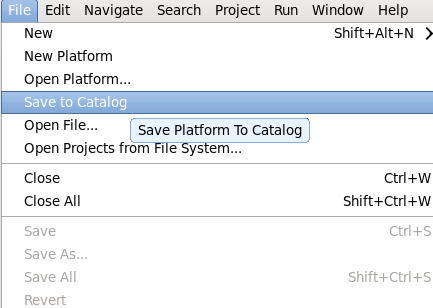 File Edit Navigate Search Project Run Window Help
New Shift+Alt+N
New Platform
Open Platform...
Save to Catalog
Open File...
Save Platform To Catalog
Open Projects from File System...
Close Ctrl+W
Close All Shift+Ctrl+W
Save Ctrl+S
Save As...
Save All Shift+Ctrl+S
Revert